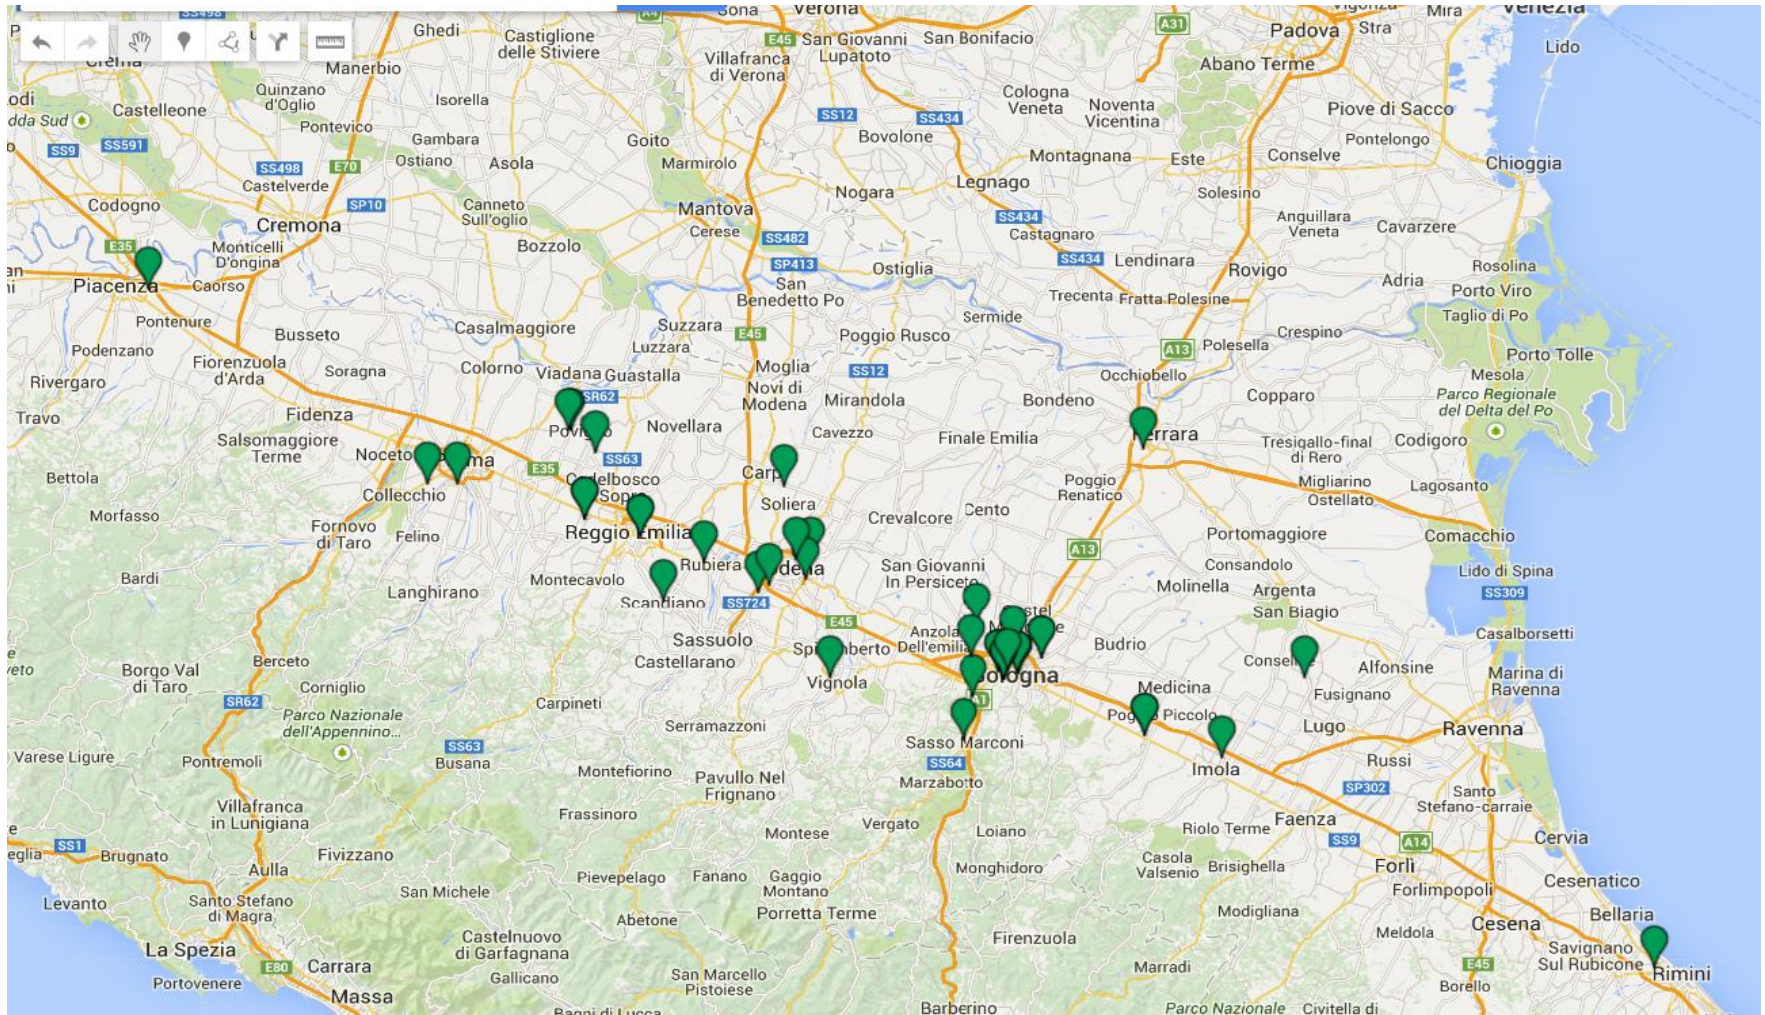 SS498
A4
Sona
Verona
Vigonza
Mira
Venezia
Ghedi
Castiglione
delle Stiviere
E45
San Giovanni
Lupatoto
San Bonifacio
A31
Padova
Stra
Lido
Crema
Manerbio
Villafranca
di Verona
Abano Terme
Quinzano
d'Oglio
Isorella
Castelleone
Cologna
Veneta
Noventa
Vicentina
Piove di Sacco
Pontevico
SS12
SS434
Gambara
Goito
Bovolone
Pontelongo
SS9
SS591
SS498
E70
Ostiano
Asola
Marmirolo
Montagnana
Este
Conselve
Chioggia
Castelverde
Legnago
Nogara
Solesino
Codogno
SP10
Canneto
Sull'oglio
Mantova
Cerese
SS434
Anguillara
Veneta
Cavarzere
Cremona
Castagnaro
E35
Monticelli
D'ongina
Bozzolo
SS482
SP413
Ostiglia
SS434
Lendinara
Rovigo
Rosolina
Piacenza
Caorso
San
Benedetto Po
Adria
Porto Viro
Trecenta
Fratta Polesine
Taglio di Po
Pontenure
Busseto
Casalmaggiore
Suzzara
E45
Sermide
Poggio Rusco
Crespino
Luzzara
Podenzano
Fiorenzuola
d'Arda
Soragna
Colorno
Viadana
Guastalla
Moglia
SS12
A13
Polesella
Porto Tolle
Rivergaro
Occhiobello
Mesola
Novi di
Modena
Mirandola
Bondeno
Copparo
Parco Regionale
del Delta del Po
SR62
Travo
Fidenza
Novellara
Cavezzo
Finale Emilia
Tresigallo-final
di Rero
Codigoro
Salsomaggiore
Terme
Noceto
SS63
E35
Bettola
Collecchio
Soliera
Poggio
Renatico
Migliarino
Ostellato
Lagosanto
Morfasso
Fornovo
di Taro
Felino
Reggio Emilia
Crevalcore
Cento
Portomaggiore
Comacchio
A13
Rubiera
San Giovanni
In Persiceto
Consandolo
Lido di Spina
Bardi
Langhirano
Montecavolo
Scandiano
SS724
Molinella
Argenta
San Biagio
SS309
E45
Sassuolo
Anzola
Dell'emilia
Budrio
Casalborsetti
Berceto
Castellarano
Alfonsine
Marina di
Ravenna
Borgo Val
di Taro
Corniglio
Vignola
Bologna
Medicina
Fusignano
SR62
Carpineti
A1
Parco Nazionale
dell'Appennino...
Serramazzoni
Lugo
Ravenna
SS63
Busana
Sasso Marconi
SS64
Imola
Russi
Varese Ligure
Pontremoli
Montefiorino
Pavullo Nel
Frignano
Marzabotto
SP302
Santo
Stefano-carraie
Villafranca
in Lunigiana
Frassinoro
Montese
Vergato
Loiano
Riolo Terme
Faenza
SS9
A14
Cervia
SS1
Brugnato
Fivizzano
Aulla
Pievepelago
Fanano
Gaggio
Montano
Monghidoro
Casola
Valsenio
Brisighella
Forlì
Forlimpopoli
Cesenatico
Levanto
Santo Stefano
di Magra
San Michele
Abetone
Porretta Terme
Modigliana
Meldola
Cesena
Bellaria
La Spezia
Castelnuovo
di Garfagnana
Firenzuola
Savignano
Sul Rubicone
E80
Carrara
Gallicano
San Marcello
Pistoiese
Marradi
E45
Rimini
Portovenere
Massa
Borello
Bagni di Lucca
Barberino
Parco Nazionale
Civitella di